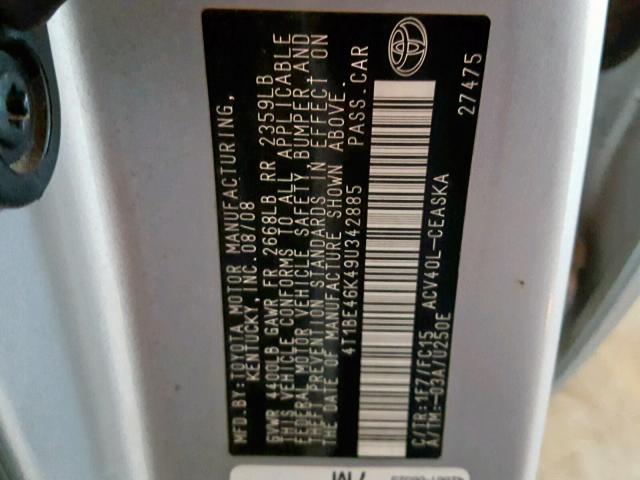 MFD. BY: TOYOTA MOTOR MANUFACTURING,
KENTUCKY, INC. 08/08
GVWR 4400LB GAWR FR 2668LB RR 2359LB
THIS VEHICLE CONFORMS TO ALL APPLICABLE
FEDERAL MOTOR VEHICLE SAFETY, BUMPER, AND
THEFT PREVENTION STANDARDS IN EFFECT ON
THE DATE OF MANUFACTURE SHOWN ABOVE.
4T1BE46K49U342885 PASS. CAR
C/TR:1F7/FC15 ACV40L-CEASKA
A/TM:-03A/U250E 27475